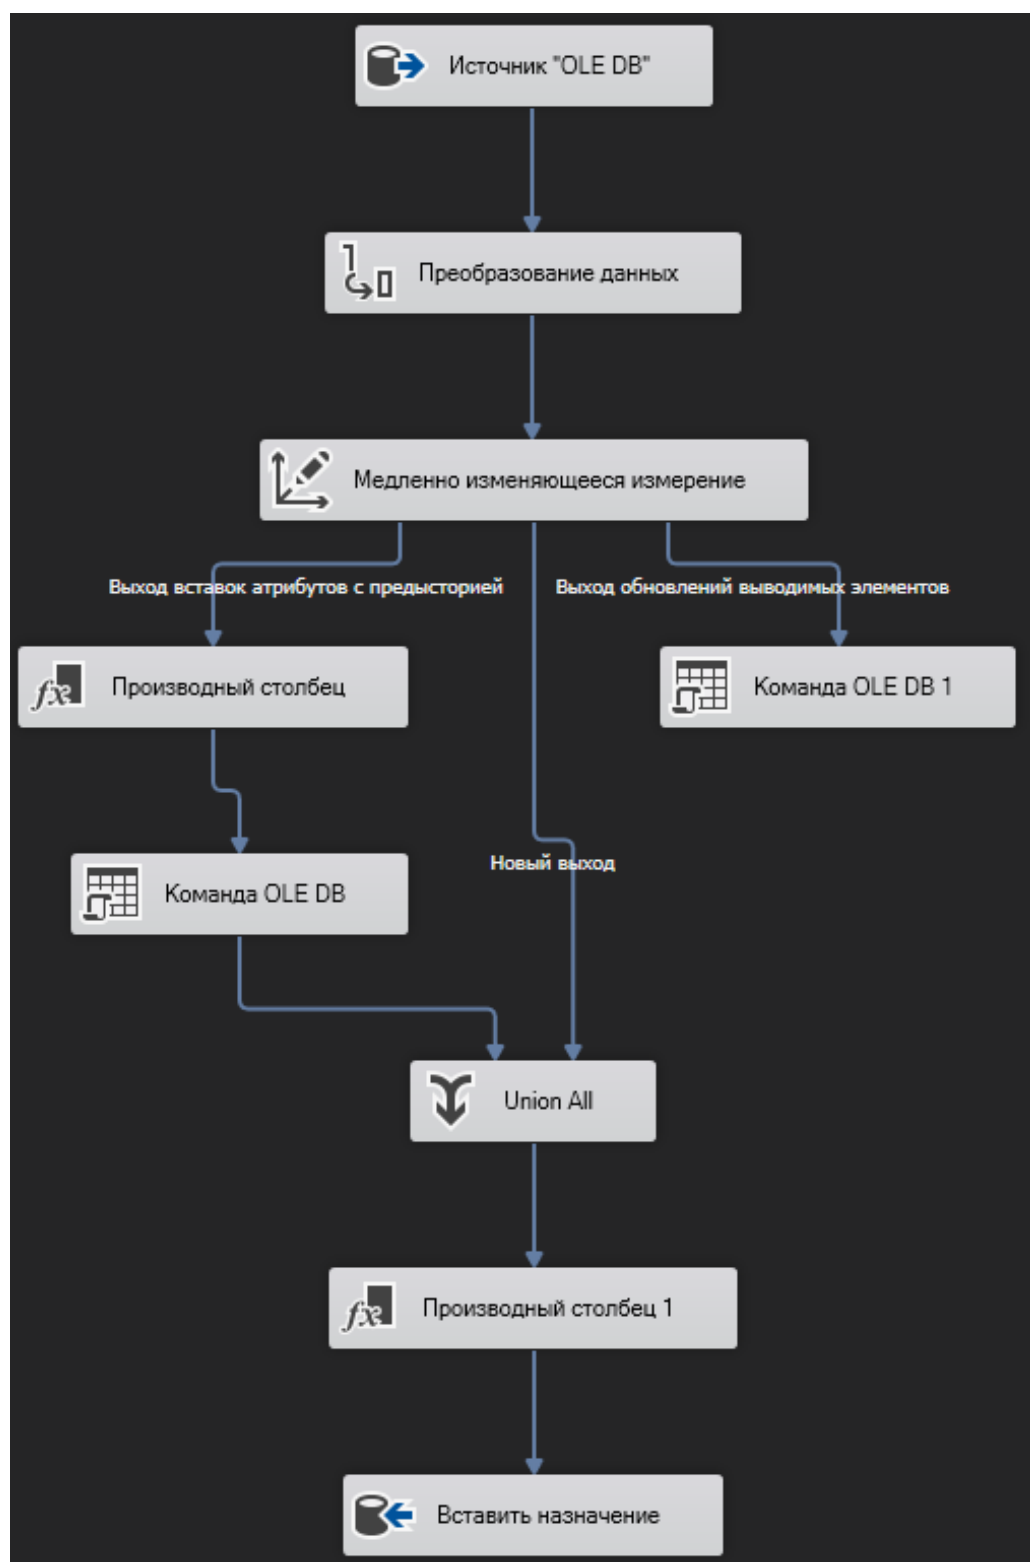 Источник "OLE DB"
Преобразование данных
Медленно изменяющееся измерение
Выход вставок атрибутов с предысторией
Выход обновлений выводимых элементов
Производный столбец
Команда OLE DB 1
Новый выход
Команда OLE DB
Union All
Производный столбец 1
Вставить назначение